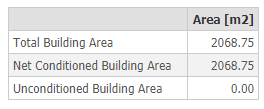 Area [m2]
Total Building Area 2068.75
Net Conditioned Building Area 2068.75
Unconditioned Building Area 0.00